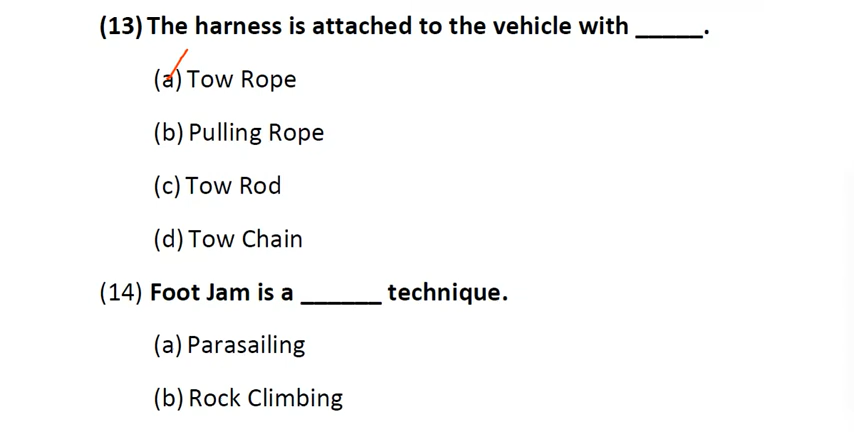 (13) The harness is attached to the vehicle with _____.
(a) Tow Rope
(b) Pulling Rope
(c) Tow Rod
(d) Tow Chain
(14) Foot Jam is a ______ technique.
(a) Parasailing
(b) Rock Climbing